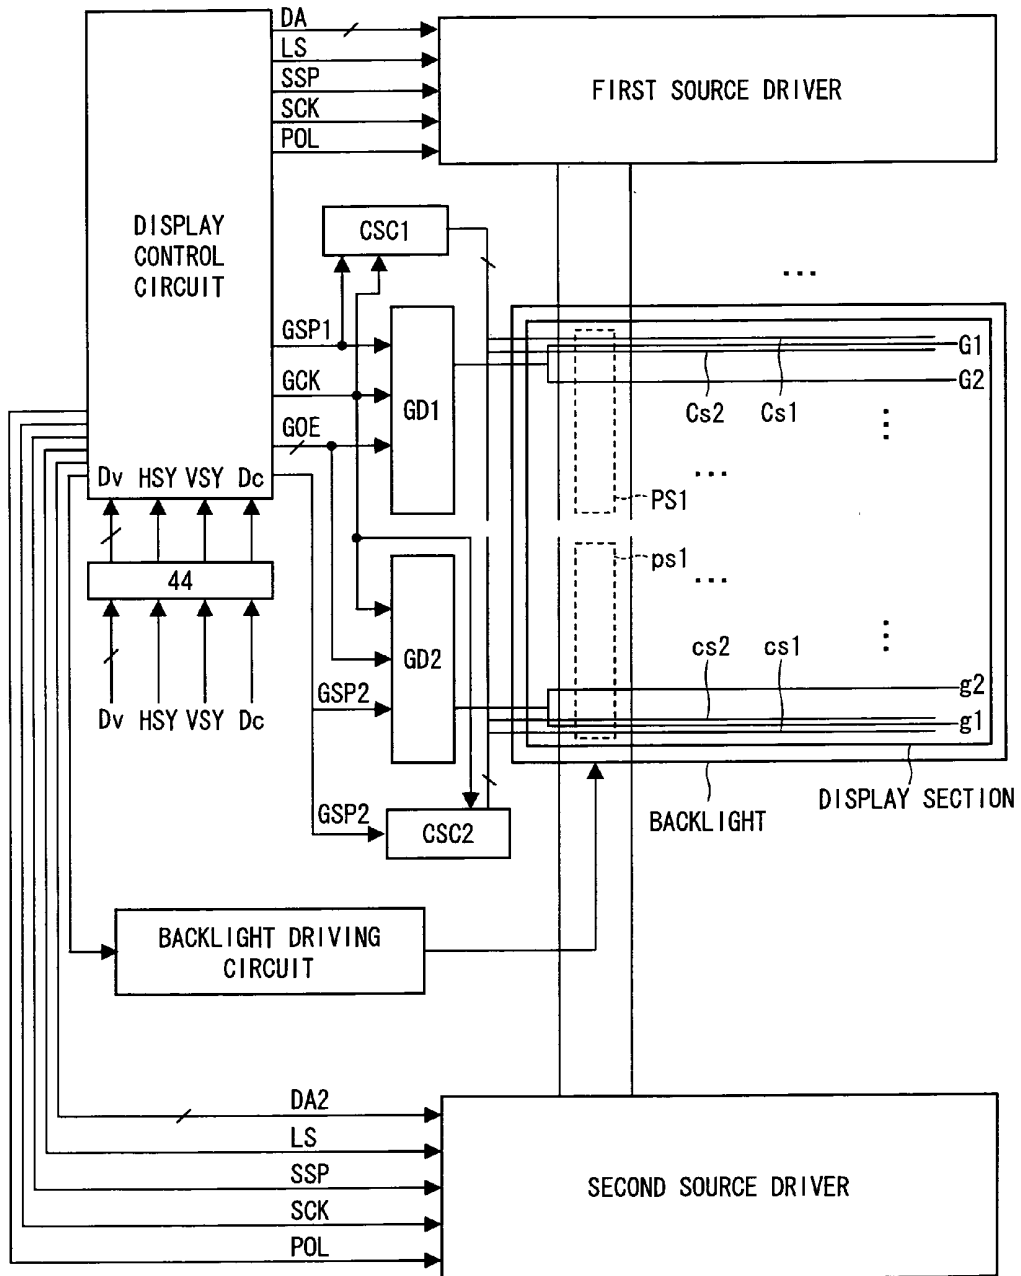 DA
LS
SSP
SCK
POL
FIRST SOURCE DRIVER
DISPLAY
CONTROL
CIRCUIT
CSC1
...
GSP1
GCK
GOE
GD1
G1
G2
Cs2 Cs1
...
PS1
Dv HSY VSY Dc
44
ps1
...
GD2
cs2 cs1
g2
g1
GSP2
Dv HSY VSY Dc
GSP2
CSC2
BACKLIGHT
DISPLAY SECTION
BACKLIGHT DRIVING
CIRCUIT
DA2
LS
SSP
SCK
POL
SECOND SOURCE DRIVER